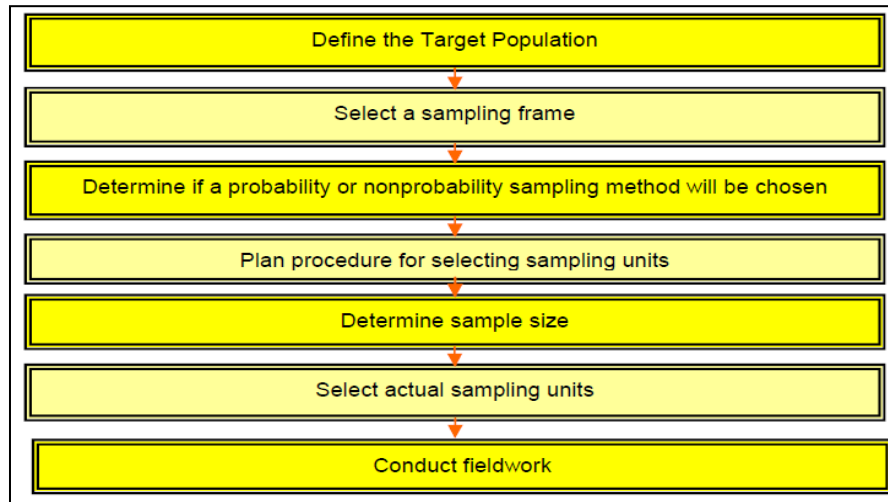 Define the Target Population
Select a sampling frame
Determine if a probability or nonprobability sampling method will be chosen
Plan procedure for selecting sampling units
Determine sample size
Select actual sampling units
Conduct fieldwork